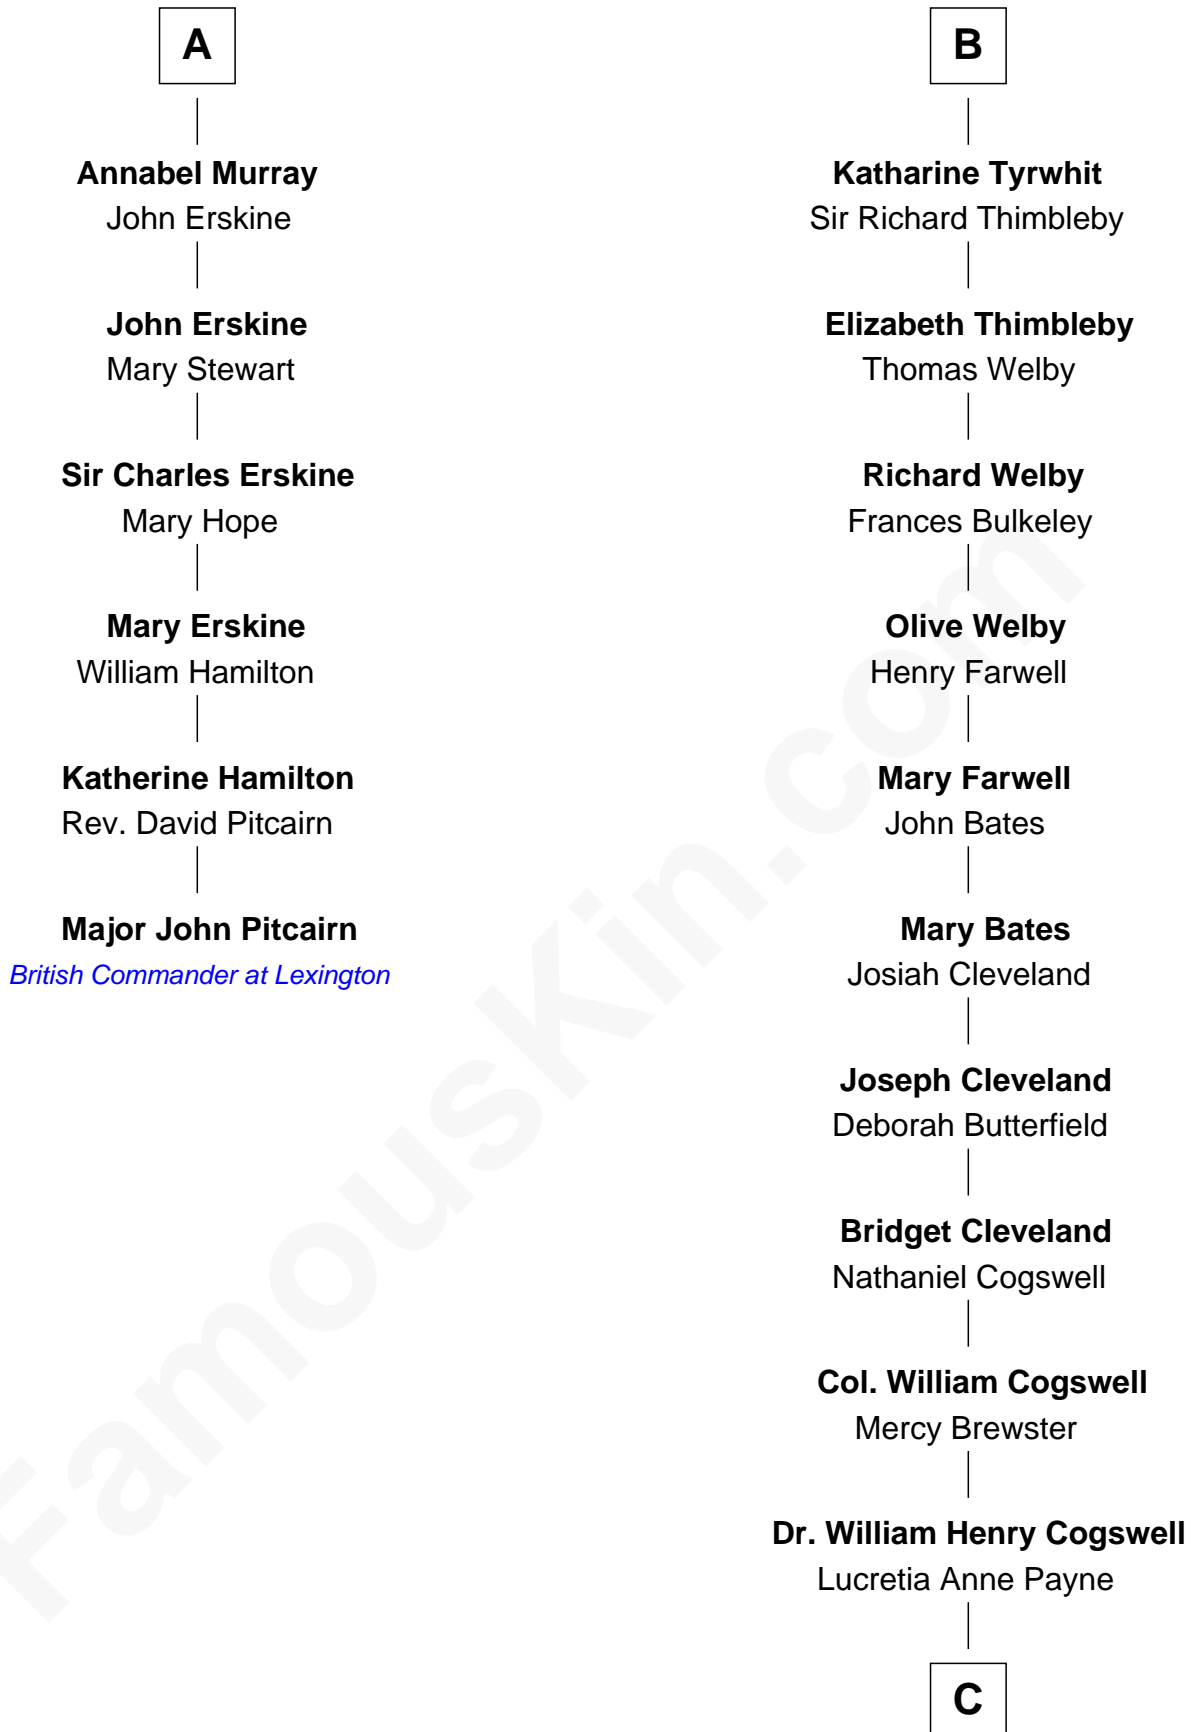 A
Annabel Murray
John Erskine
John Erskine
Mary Stewart
Sir Charles Erskine
Mary Hope
Mary Erskine
William Hamilton
Katherine Hamilton
Rev. David Pitcairn
Major John Pitcairn
British Commander at Lexington
B
Katharine Tyrwhit
Sir Richard Thimbleby
Elizabeth Thimbleby
Thomas Welby
Richard Welby
Frances Bulkeley
Olive Welby
Henry Farwell
Mary Farwell
John Bates
Mary Bates
Josiah Cleveland
Joseph Cleveland
Deborah Butterfield
Bridget Cleveland
Nathaniel Cogswell
Col. William Cogswell
Mercy Brewster
Dr. William Henry Cogswell
Lucretia Anne Payne
C
FamousKin.com